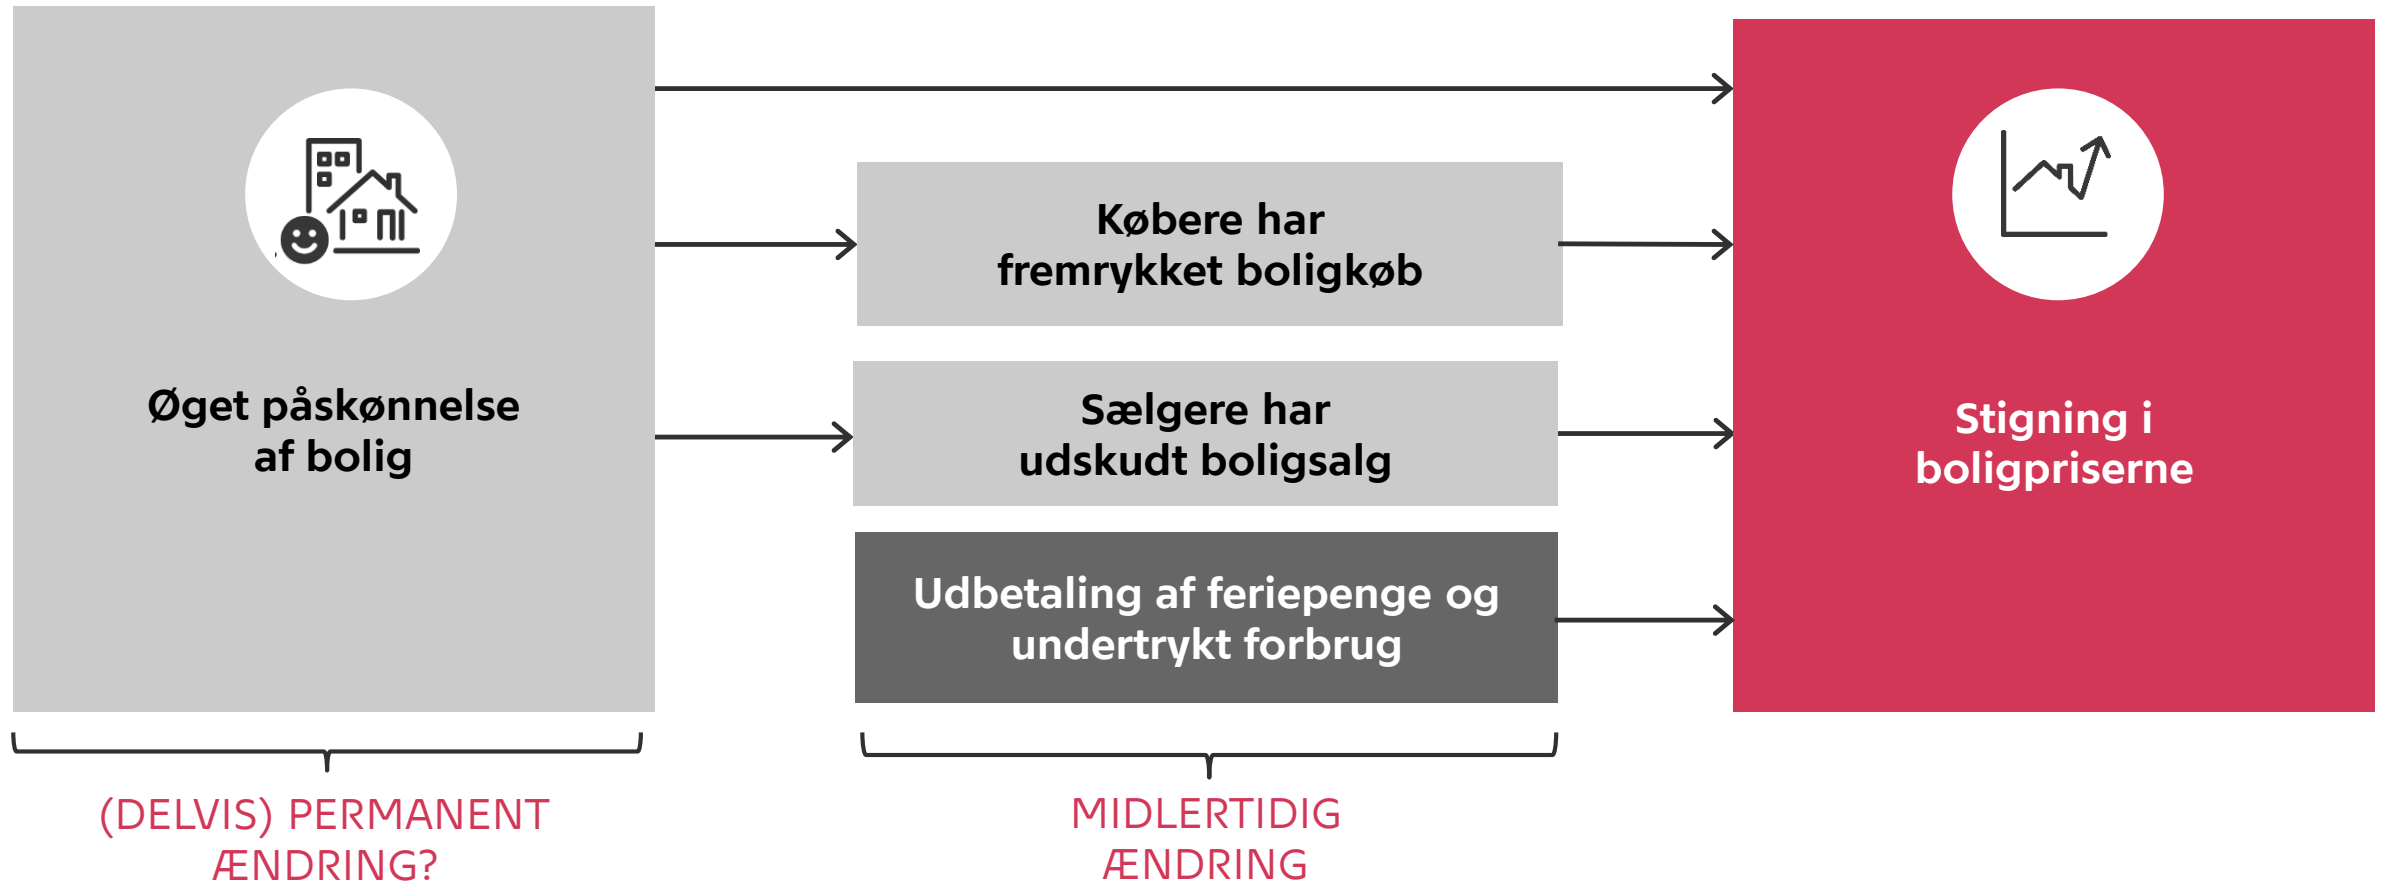 Øget påskønnelse
af bolig
Købere har
fremrykket boligkøb
Sælgere har
udskudt boligsalg
Udbetaling af feriepenge og
undertrykt forbrug
Stigning i
boligpriserne
(DELVIS) PERMANENT
ÆNDRING?
MIDLERTIDIG
ÆNDRING